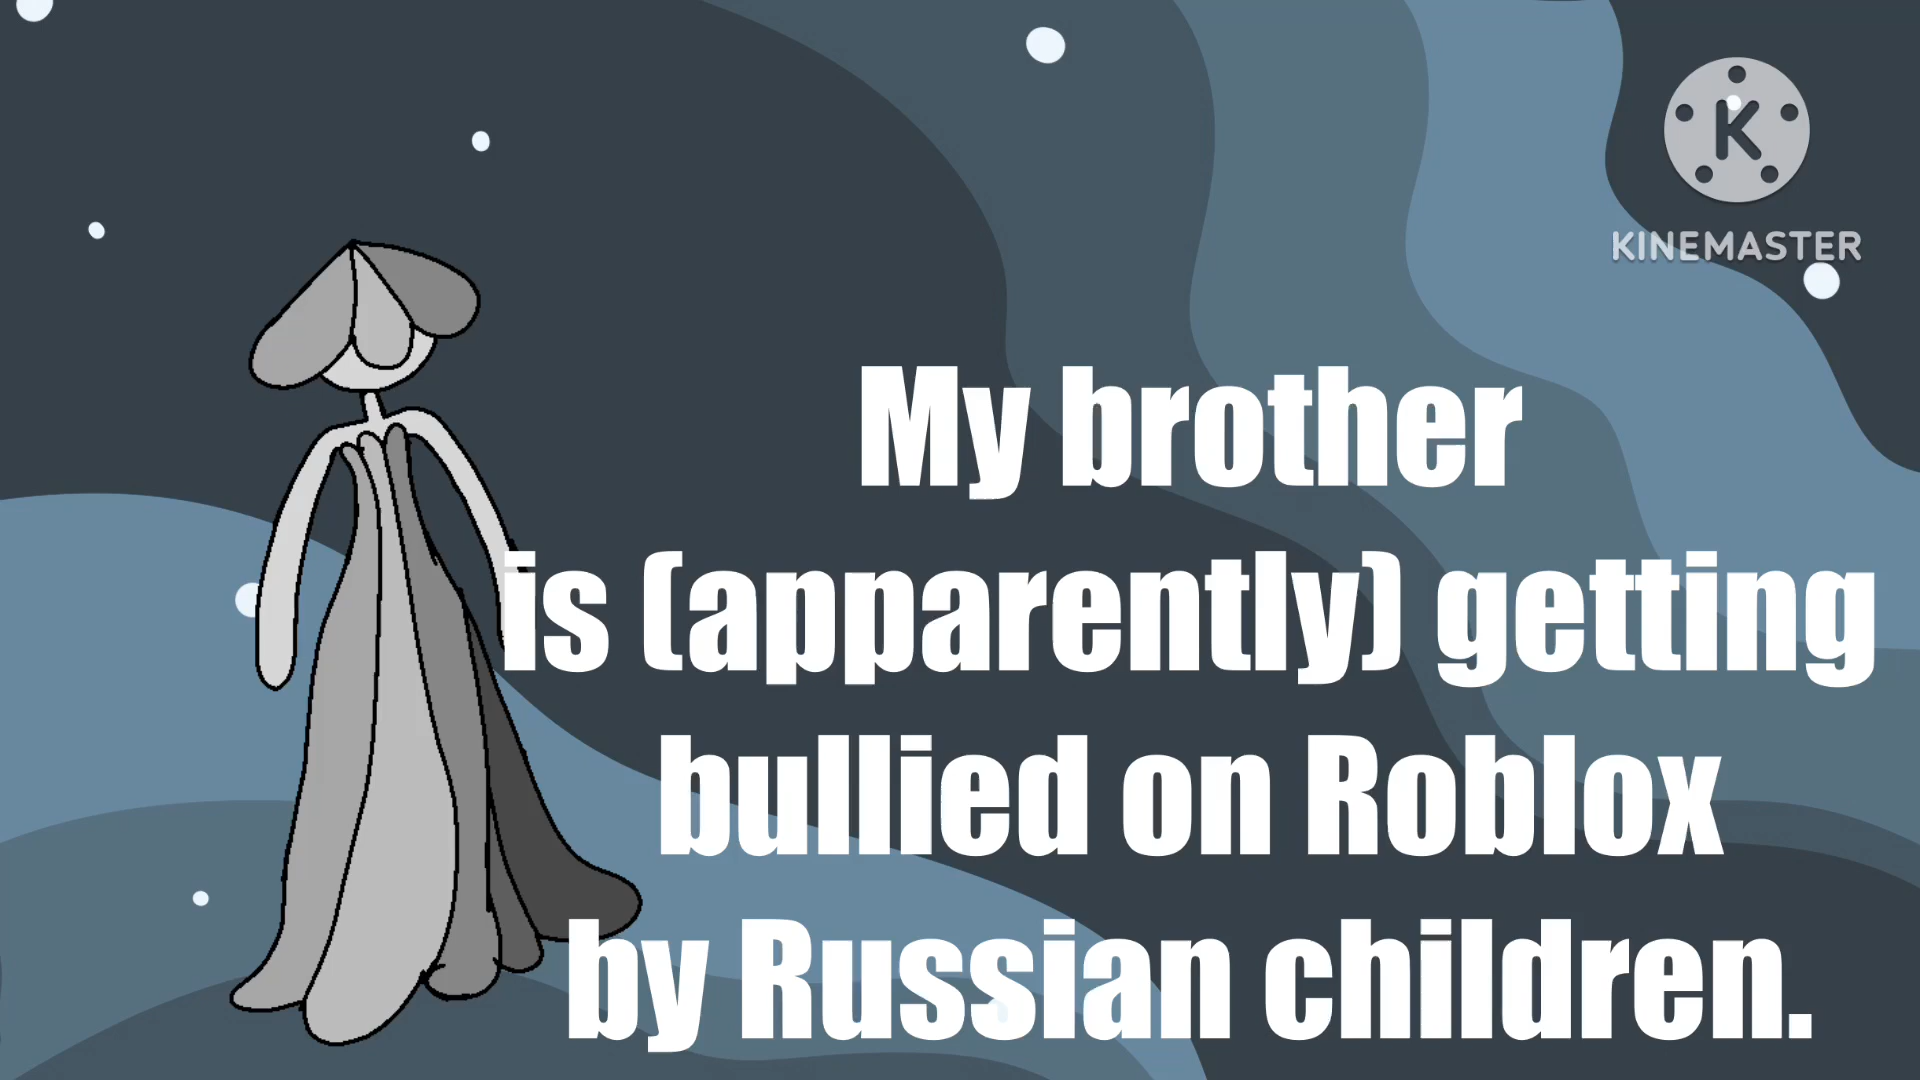 K
KINEMASTER
My brother
is (apparently) getting
bullied on Roblox
by Russian children.